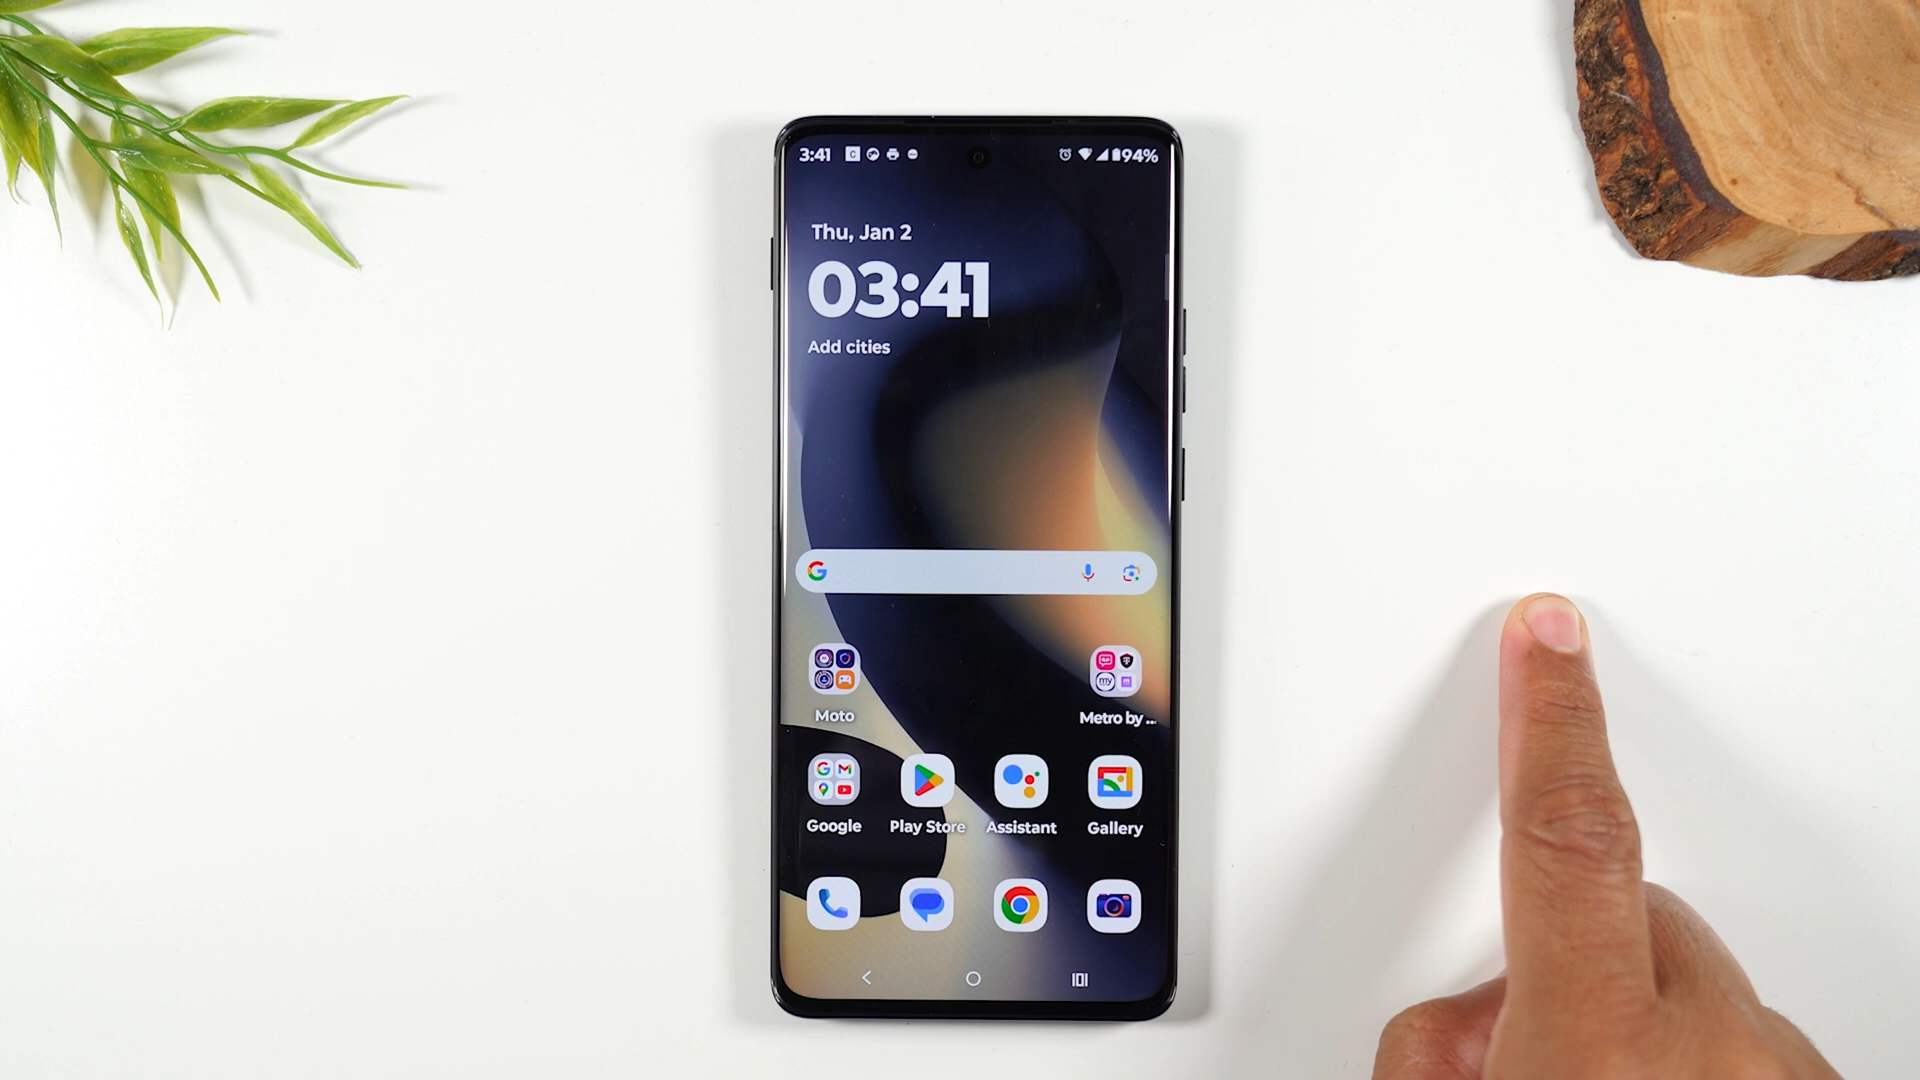 3:41
94%
Thu, Jan 2
03:41
Add cities
Moto
Metro by ...
Google
Play Store
Assistant
Gallery